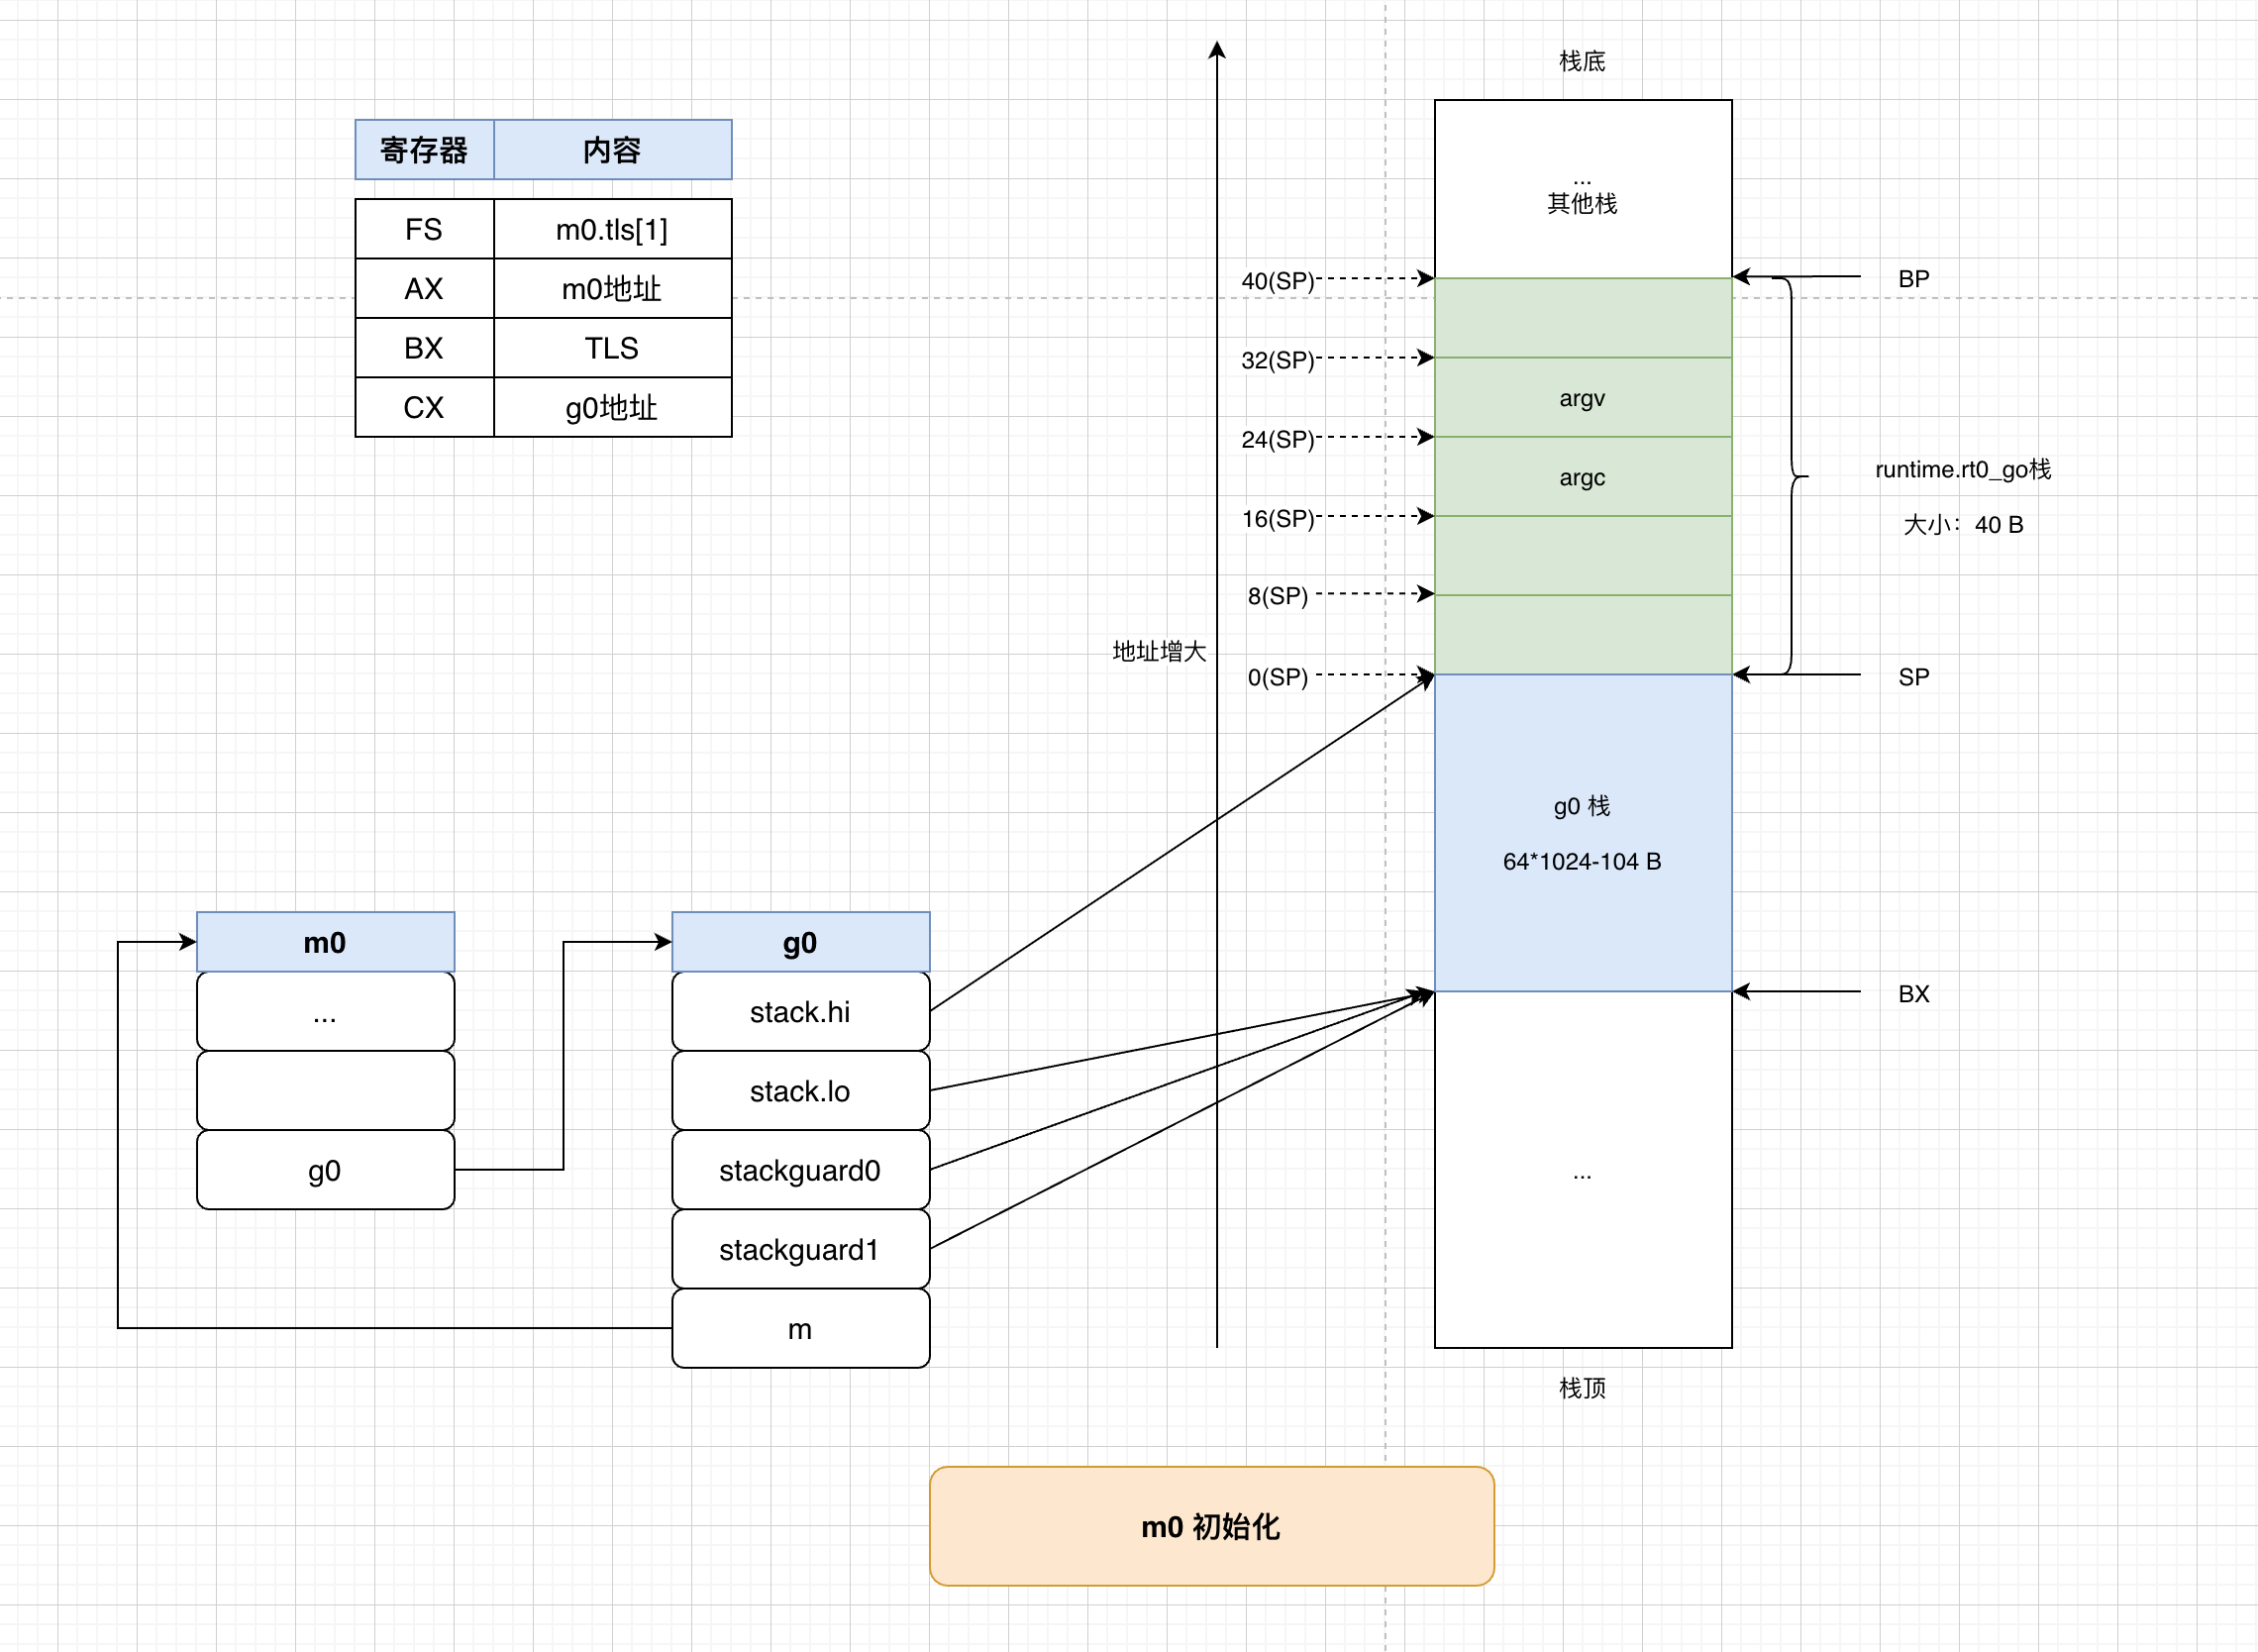 栈底
寄存器 内容
FS m0.tls[1]
AX m0地址
BX TLS
CX g0地址
...
其他栈
40(SP)
BP
32(SP)
argv
24(SP)
argc
runtime.rt0_go栈
16(SP)
大小：40 B
8(SP)
地址增大
0(SP)
SP
g0 栈
64*1024-104 B
BX
m0
...
g0
g0
stack.hi
stack.lo
stackguard0
stackguard1
m
...
栈顶
m0 初始化